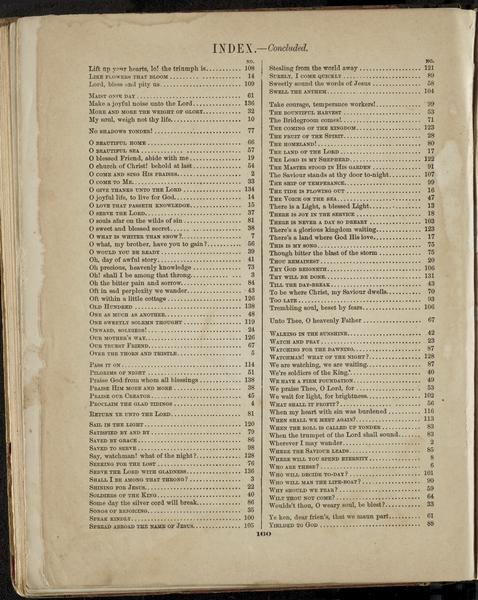 INDEX.—Concluded.
NO.
Lift up your hearts, let the triumph is 108
LIKE FLOWERS THAT BLOOM 14
Lord, bless and pity us 109
MAIST ONIE DAY 61
Make a joyful noise unto the Lord 136
MORE AND MORE THE WEIGHT OF GLORY 32
My soul, weigh not thy life 10
NO SHADOWS YONDER! 77
O BEAUTIFUL HOME 66
O BEAUTIFUL SEA 57
O blessed Friend, abide with me 19
O church of Christ! behold at last 54
O COME AND SING HIS PRAISES 2
O COME TO ME 33
O GIVE THANKS UNTO THE LORD 134
O joyful life, to live for God 14
O LOVE THAT PASSETH KNOWLEDGE 15
O SERVE THE LORD 37
O souls afar on the wilds of sin 81
O sweet and blessed secret 38
O WHAT IS WHITER THAN SNOW? 7
O what, my brother, have you to gain? 56
O WOULD YOU BE READY 39
Oh, day of awful story 41
Oh precious, heavenly knowledge 73
Oh! shall I be among that throng 3
Oh the bitter pain and sorrow 84
Oft in sad perplexity we wander 43
Oft within a little cottage 126
OLD HUNDRED 138
ONE AS MUCH AS ANOTHER 48
ONE SWEETLY SOLEMN THOUGHT 119
ONWARD, SOLDIERS! 24
OUR MOTHER'S WAY 126
OUR TRUEST FRIEND 67
OVER THE THORN AND THISTLE 5
PASS IT ON 114
PILGRIMS OF NIGHT 51
Praise God from whom all blessings 138
PRAISE HIM MORE AND MORE 38
PRAISE OUR CREATOR 45
PROCLAIM THE GLAD TIDINGS 4
RETURN YE UNTO THE LORD 81
SAIL IN THE LIGHT 120
SATISFIED BY AND BY 79
SAVED BY GRACE 86
SAVED TO SERVE 98
Say, watchman! what of the night? 128
SEEKING FOR THE LOST 76
SERVE THE LORD WITH GLADNESS 136
SHALL I BE AMONG THAT THRONG? 3
SHINING FOR JESUS 22
SOLDIERS OF THE KING 40
Some day the silver cord will break 86
SONGS OF REJOICING 35
SPEAK KINDLY 100
SPREAD ABROAD THE NAME OF JESUS 105
NO.
Stealing from the world away 121
SURELY, I COME QUICKLY 89
Sweetly sound the words of Jesus 58
SWELL THE ANTHEM 104
Take courage, temperance workers! 99
THE BOUNTIFUL HARVEST 53
The Bridegroom comes! 71
THE COMING OF THE KINGDOM 123
THE FRUIT OF THE SPIRIT 28
THE HOMELAND! 80
THE LAND OF THE LORD 17
THE LORD IS MY SHEPHERD 122
THE MASTER STOOD IN HIS GARDEN 91
The Saviour stands at thy door to-night 107
THE SHIP OF TEMPERANCE 99
THE TIDE IS FLOWING OUT 16
THE VOICE ON THE SEA 47
There is a Light, a blessed Light 13
THERE IS JOY IN THE SERVICE 18
THERE IS NEVER A DAY SO DREARY 103
There's a glorious kingdom waiting 123
There's a land where God His love 17
THIS IS MY SONG 75
Though bitter the blast of the storm 75
THOU REMAINEST 20
THY GOD REIGNETH 106
THY WILL BE DONE 131
TILL THE DAY-BREAK 43
To be where Christ, my Saviour dwells 70
TOO LATE 30
Trembling soul, beset by fears 106
Unto Thee, O heavenly Father 67
WALKING IN THE SUNSHINE 42
WATCH AND PRAY 23
WATCHING FOR THE DAWNING 87
WATCHMAN! WHAT OF THE NIGHT? 128
We are watching, we are waiting 87
We're soldiers of the King 40
WE HAVE A FIRM FOUNDATION 49
We praise Thee, O Lord, for 53
We wait for light, for brightness 102
WHAT SHALL IT PROFIT? 56
When my heart with sin was burdened 116
WHEN SHALL WE MEET AGAIN? 113
WHEN THE ROLL IS CALLED UP YONDER 83
When the trumpet of the Lord shall sound 83
Wherever I may wander 2
WHERE THE SAVIOUR LEADS 85
WHERE WILL YOU SPEND ETERNITY 8
WHO ARE THESE? 6
WHO WILL DECIDE TO-DAY? 101
WHO WILL MAN THE LIFE-BOAT? 90
WHY SHOULD WE FEAR? 59
WILT THOU NOT COME? 64
Wouldn't thou, O weary soul, be blest? 33
Ye ken, dear frien's, that we maun part 61
YIELDED TO GOD 88
160